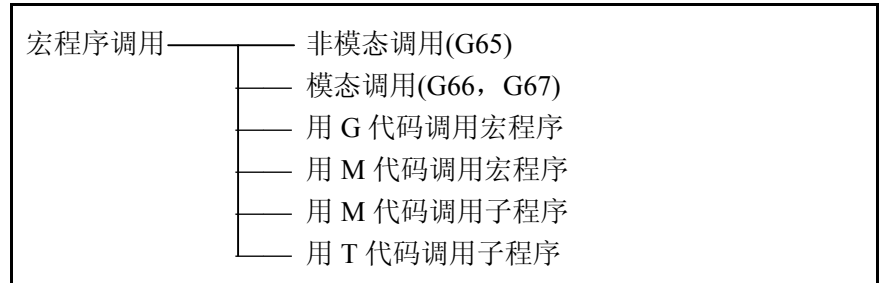 宏程序调用 非模态调用(G65)
模态调用(G66，G67)
用 G 代码调用宏程序
用 M 代码调用宏程序
用 M 代码调用子程序
用 T 代码调用子程序